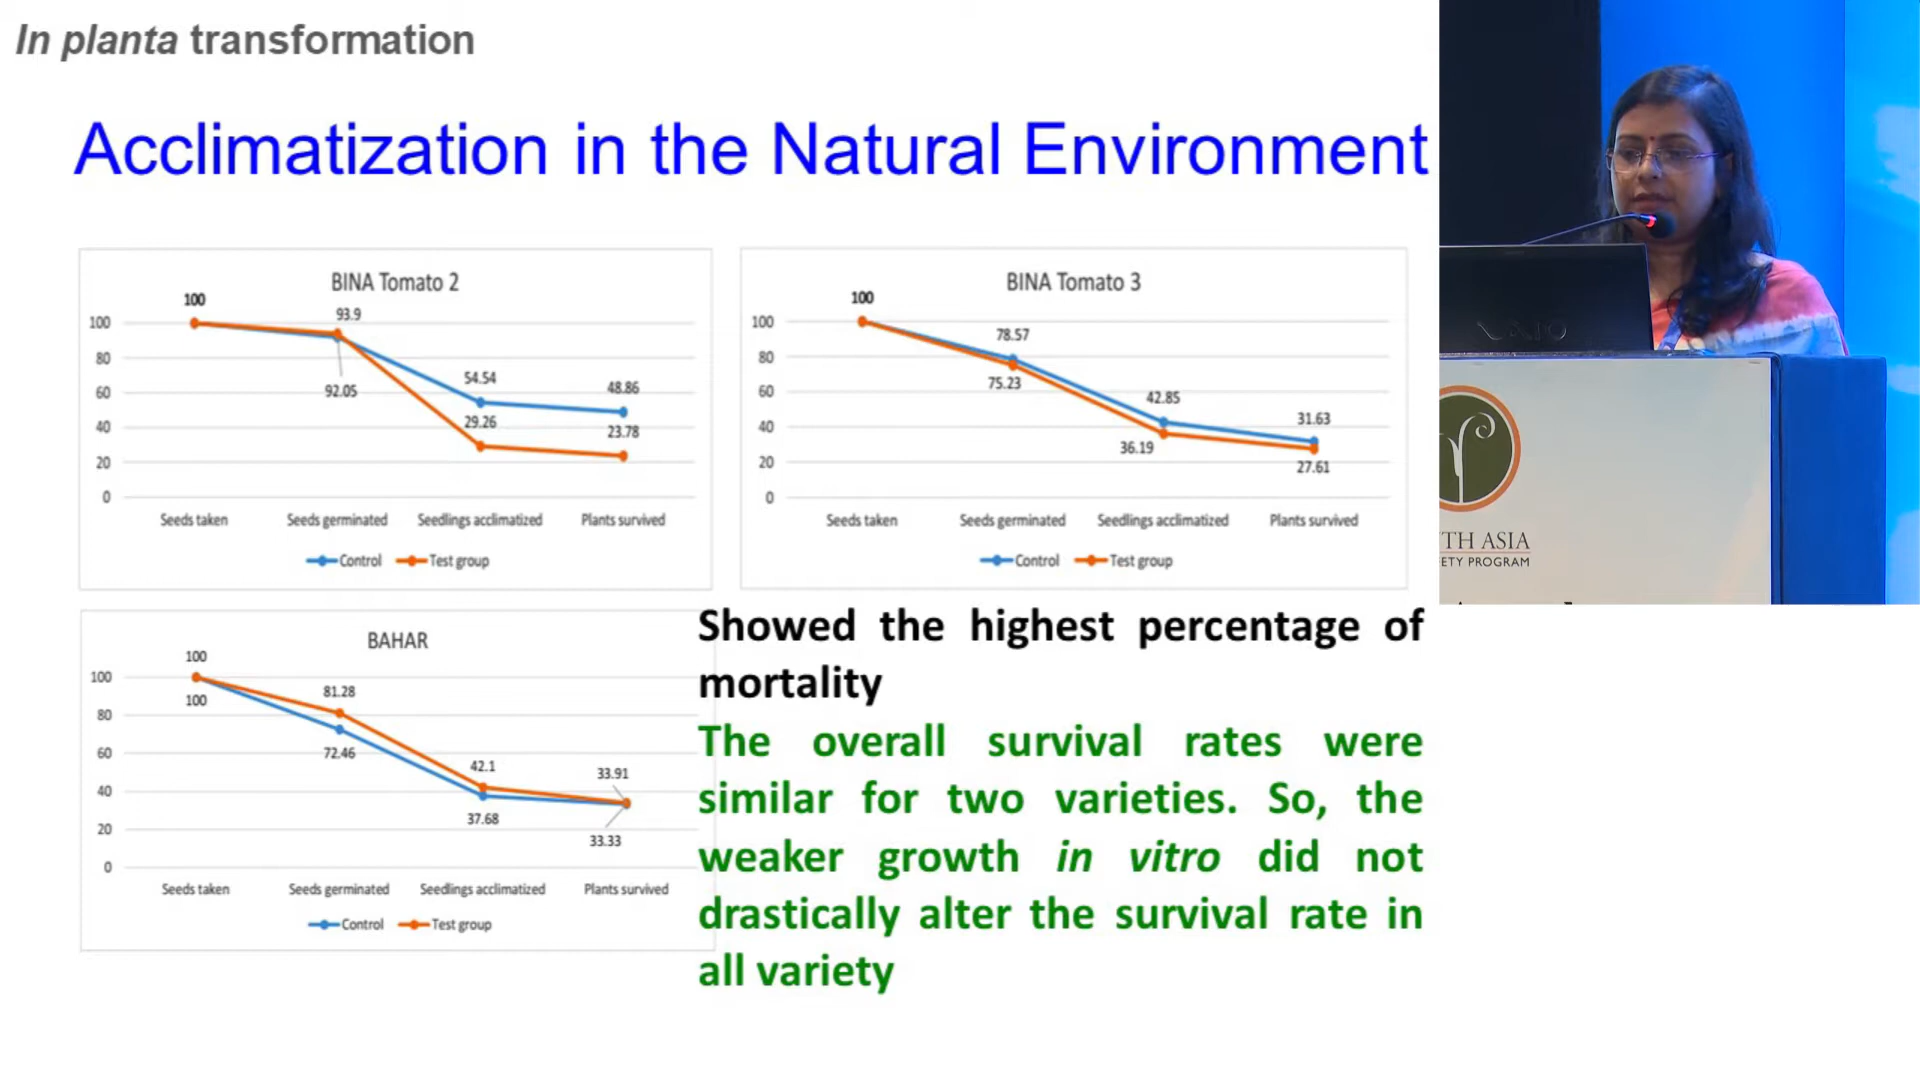 In planta transformation
Acclimatization in the Natural Environment
BINA Tomato 2
100
93.9
100
80
60
40
20
0
92.05
54.54
29.26
48.86
23.78
Seeds taken Seeds germinated Seedlings acclimatized Plants survived
Control Test group
BINA Tomato 3
100
100
80
60
40
20
0
78.57
75.23
42.85
36.19
31.63
27.61
Seeds taken Seeds germinated Seedlings acclimatized Plants survived
Control Test group
BAHAR
100
100
100
80
60
40
20
0
81.28
72.46
42.1
37.68
33.91
33.33
Seeds taken Seeds germinated Seedlings acclimatized Plants survived
Control Test group
Showed the highest percentage of
mortality
The overall survival rates were
similar for two varieties. So, the
weaker growth in vitro did not
drastically alter the survival rate in
all variety
VAIO
TH ASIA
ETY PROGRAM